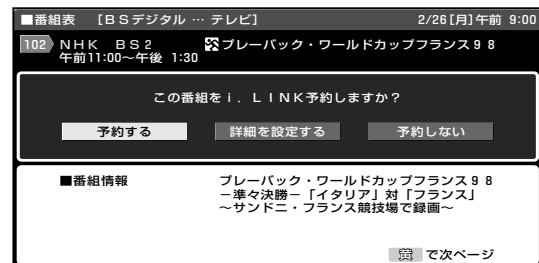 ■番組表 [BSデジタル … テレビ] 2/26[月]午前 9:00
102 NHK BS2 プレーバック・ワールドカップフランス98
午前11:00〜午後 1:30
この番組をi.LINK予約しますか？
予約する 詳細を設定する 予約しない
■番組情報 プレーバック・ワールドカップフランス98
－準々決勝－「イタリア」対「フランス」
〜サンドニ・フランス競技場で録画〜
黄 で次ページ